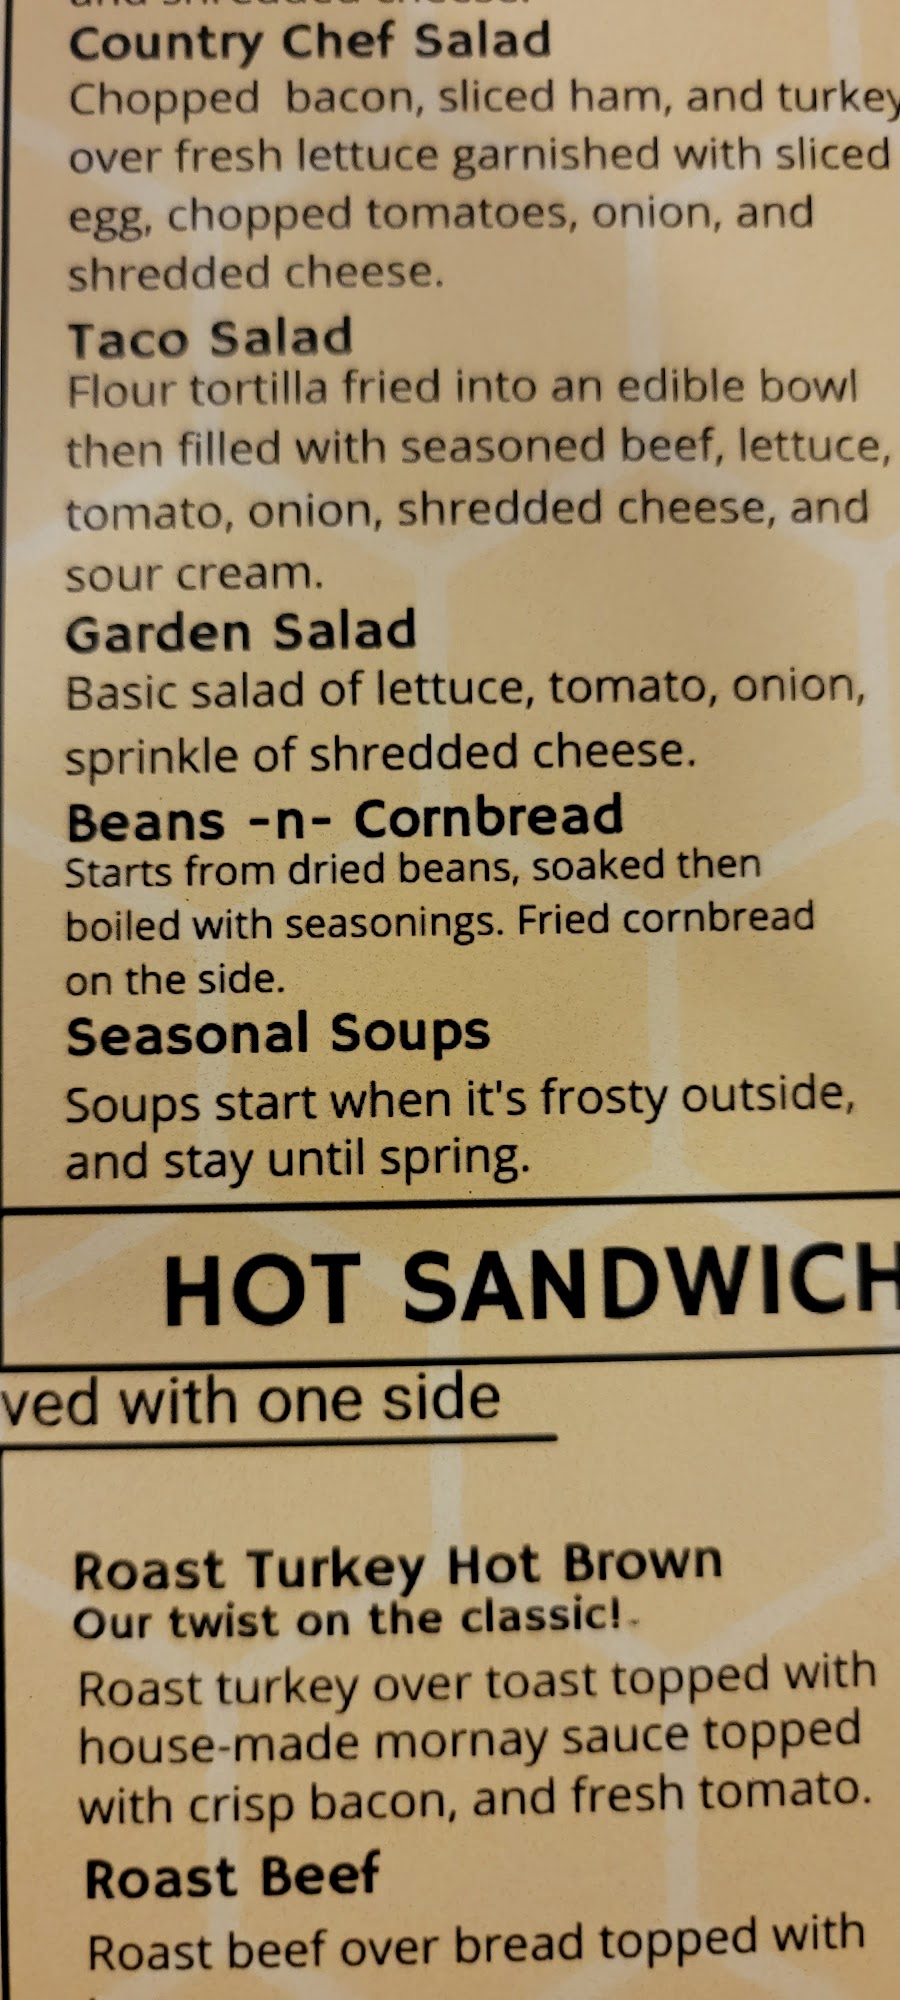 and shredded cheese.
Country Chef Salad
Chopped bacon, sliced ham, and turkey
over fresh lettuce garnished with sliced
egg, chopped tomatoes, onion, and
shredded cheese.
Taco Salad
Flour tortilla fried into an edible bowl
then filled with seasoned beef, lettuce,
tomato, onion, shredded cheese, and
sour cream.
Garden Salad
Basic salad of lettuce, tomato, onion,
sprinkle of shredded cheese.
Beans -n- Cornbread
Starts from dried beans, soaked then
boiled with seasonings. Fried cornbread
on the side.
Seasonal Soups
Soups start when it's frosty outside,
and stay until spring.
HOT SANDWICH
ved with one side
Roast Turkey Hot Brown
Our twist on the classic!
Roast turkey over toast topped with
house-made mornay sauce topped
with crisp bacon, and fresh tomato.
Roast Beef
Roast beef over bread topped with